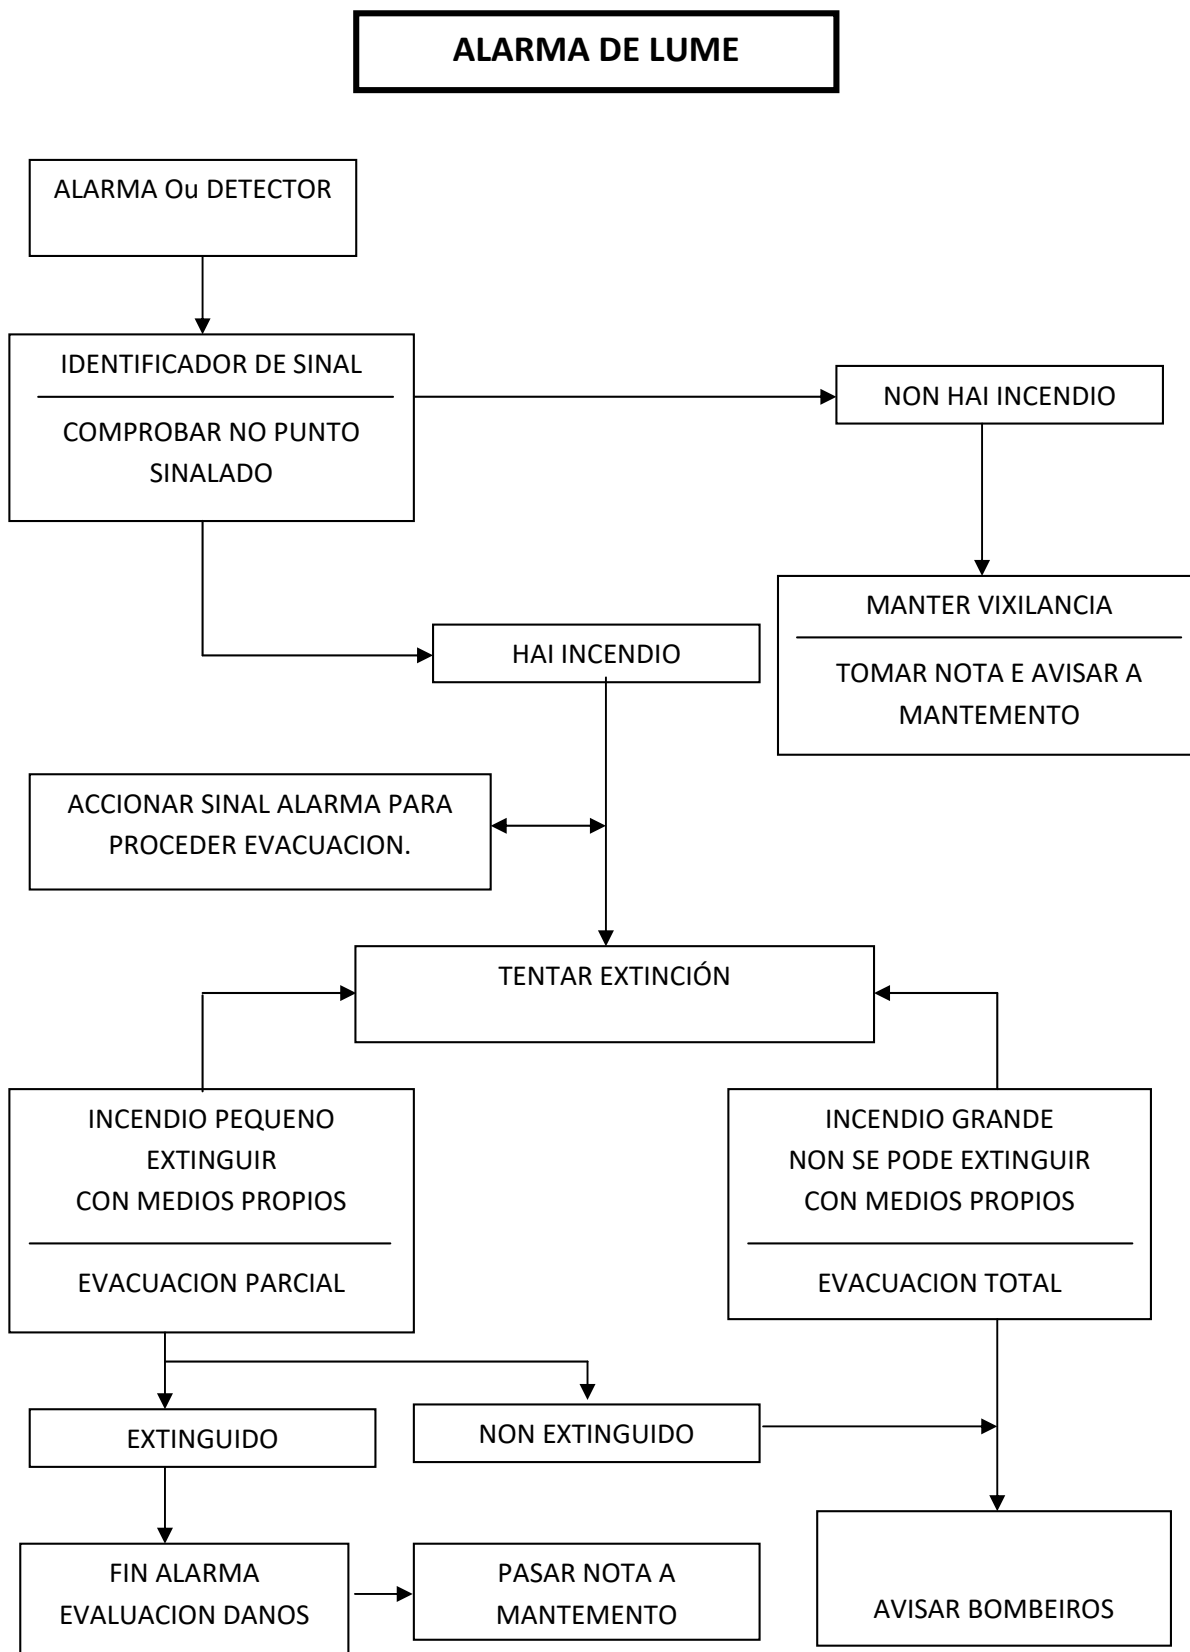 ALARMA DE LUME
ALARMA Ou DETECTOR
IDENTIFICADOR DE SINAL
COMPROBAR NO PUNTO
SINALADO
NON HAI INCENDIO
MANTER VIXILANCIA
TOMAR NOTA E AVISAR A
MANTEMENTO
HAI INCENDIO
ACCIONAR SINAL ALARMA PARA
PROCEDER EVACUACION.
TENTAR EXTINCIÓN
INCENDIO PEQUENO
EXTINGUIR
CON MEDIOS PROPIOS
EVACUACION PARCIAL
INCENDIO GRANDE
NON SE PODE EXTINGUIR
CON MEDIOS PROPIOS
EVACUACION TOTAL
EXTINGUIDO
NON EXTINGUIDO
FIN ALARMA
EVALUACION DANOS
PASAR NOTA A
MANTEMENTO
AVISAR BOMBEIROS